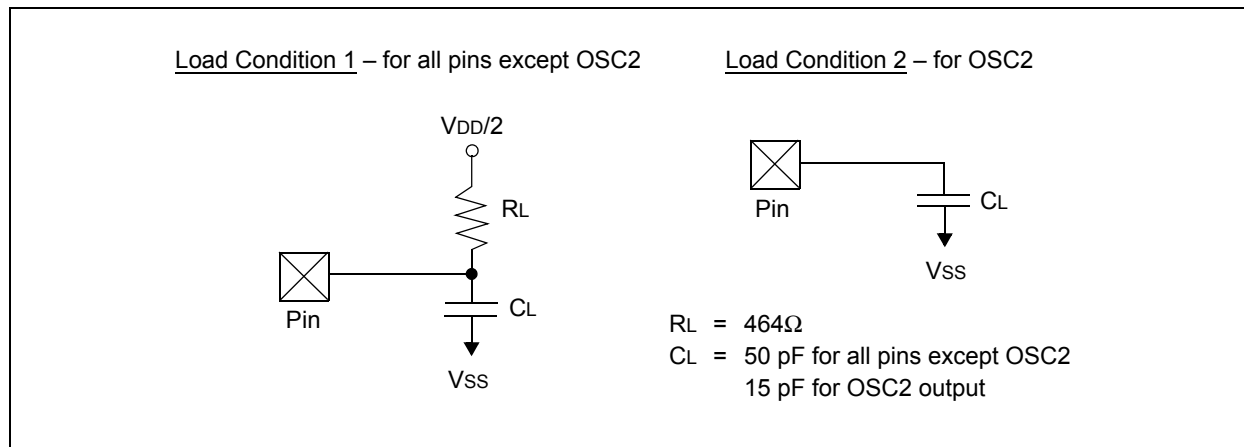 Load Condition 1 – for all pins except OSC2
VDD/2
RL
Pin
CL
VSS
Load Condition 2 – for OSC2
Pin
CL
VSS
RL = 464Ω
CL = 50 pF for all pins except OSC2
15 pF for OSC2 output